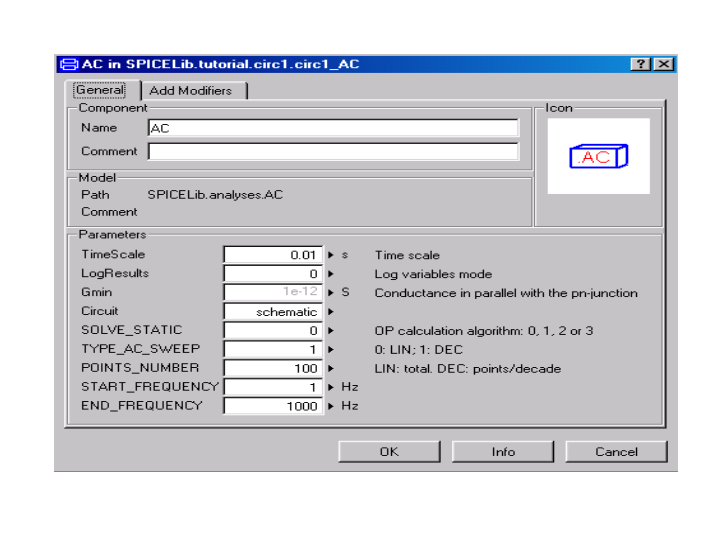 AC in SPICELib.tutorial.circ1.circ1_AC
General Add Modifiers
Component
Name AC
Comment
Icon
.AC
Model
Path SPICELib.analyses.AC
Comment
Parameters
TimeScale 0.01 s Time scale
LogResults 0 Log variables mode
Gmin 1e-12 S Conductance in parallel with the pn-junction
Circuit schematic
SOLVE_STATIC 0 OP calculation algorithm: 0, 1, 2 or 3
TYPE_AC_SWEEP 1 0: LIN; 1: DEC
POINTS_NUMBER 100 LIN: total. DEC: points/decade
START_FREQUENCY 1 Hz
END_FREQUENCY 1000 Hz
OK Info Cancel